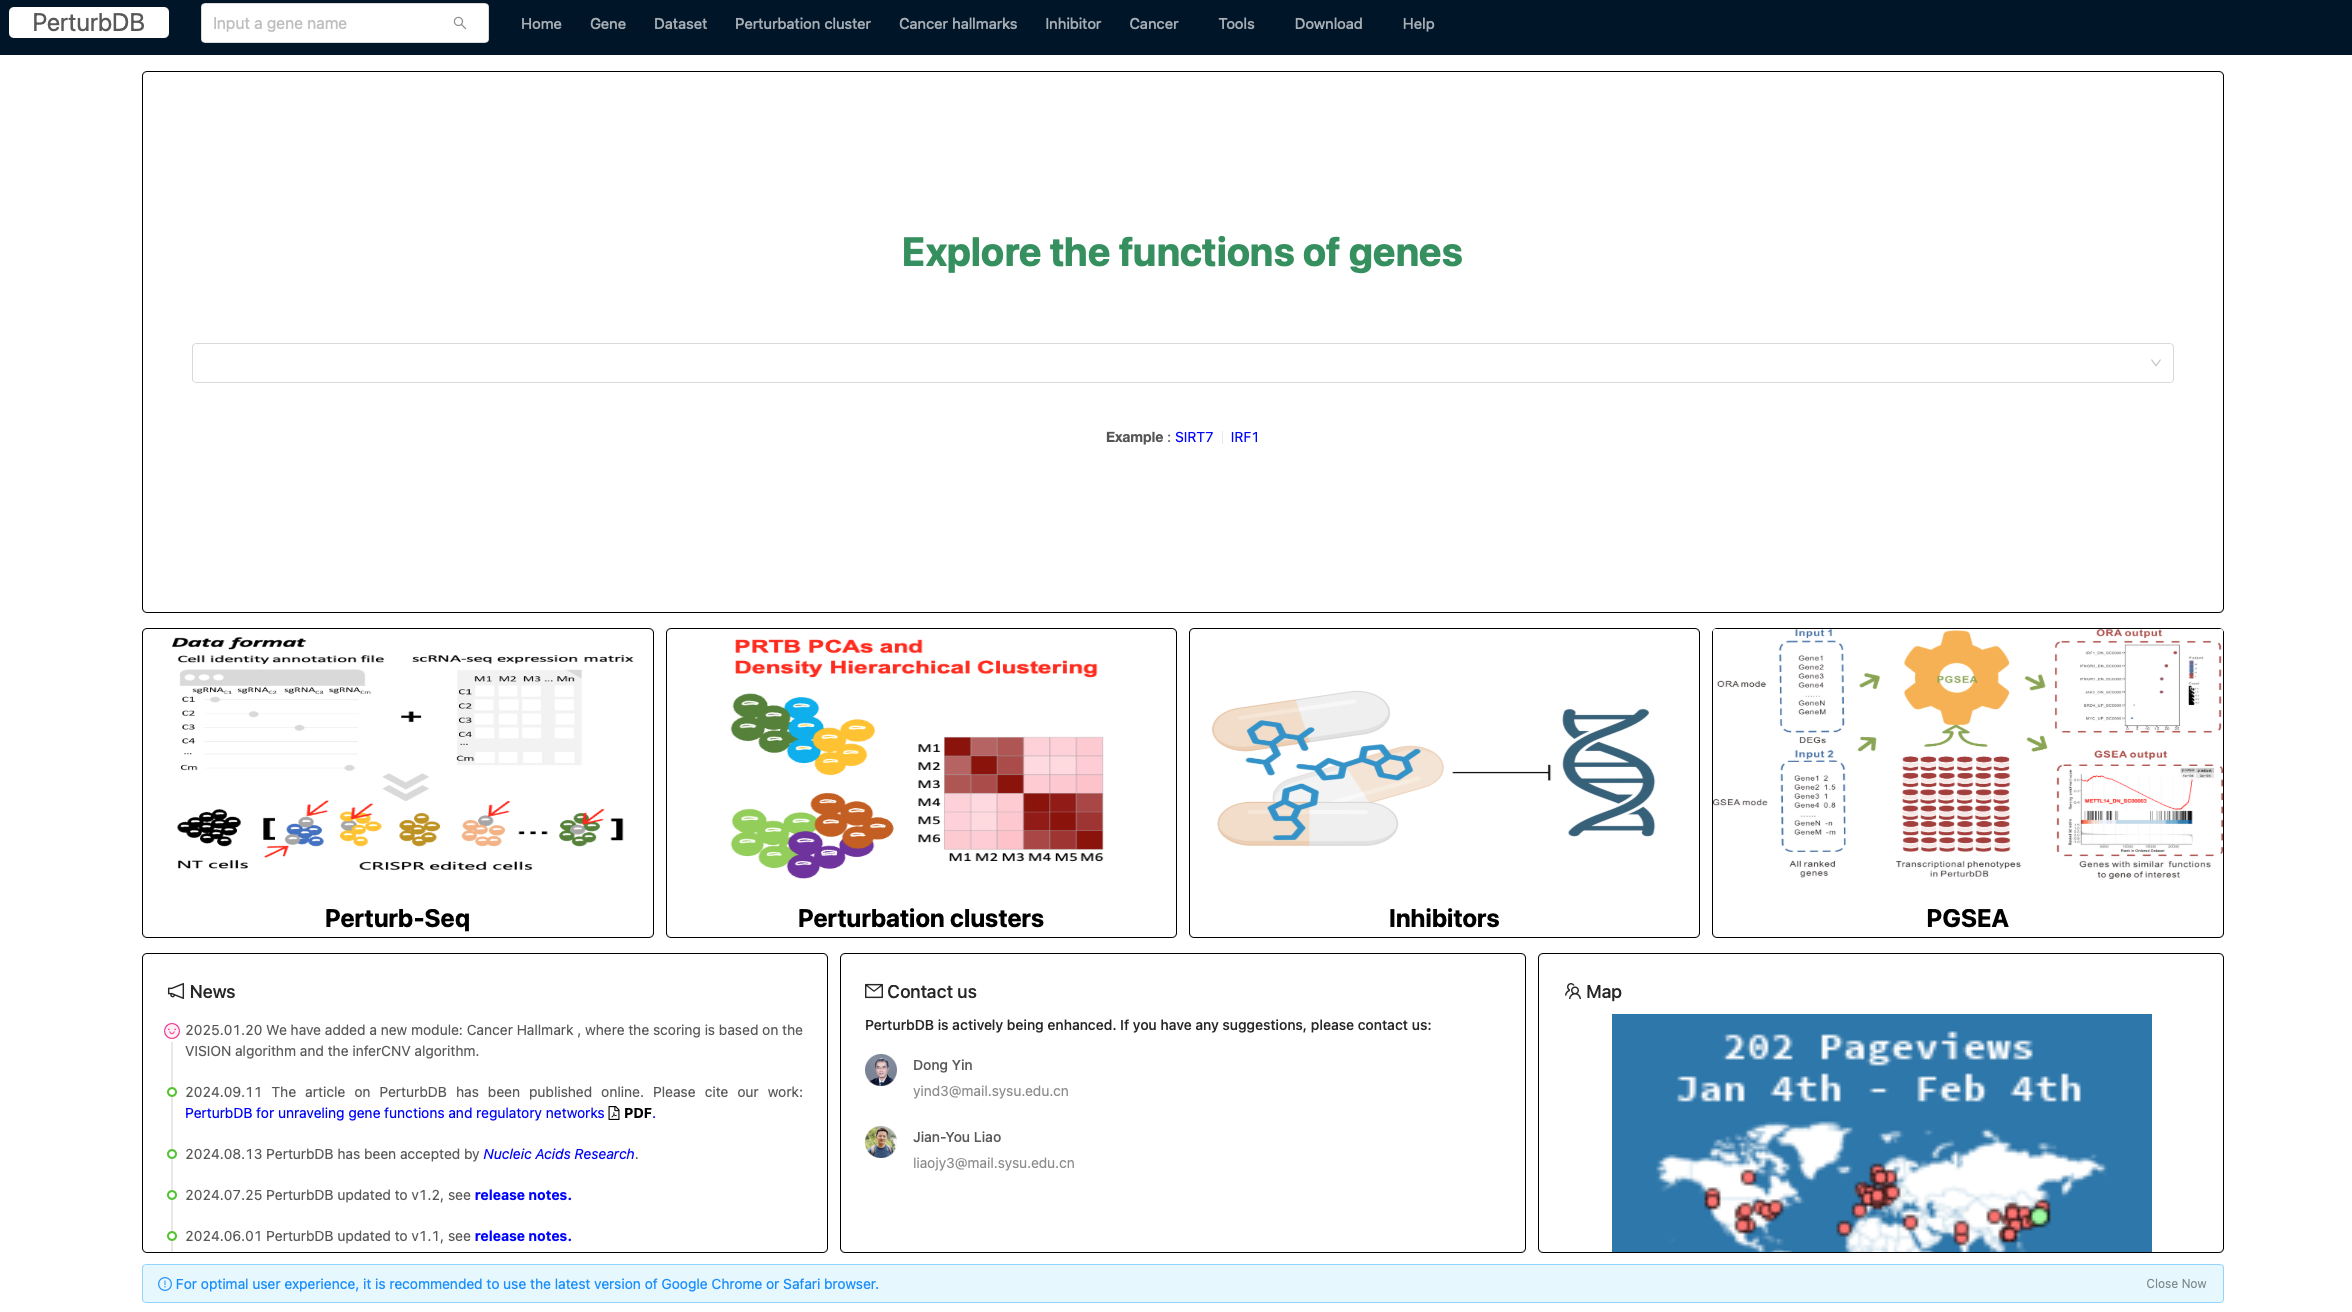 PerturbDB
Input a gene name
Home Gene Dataset Perturbation cluster Cancer hallmarks Inhibitor Cancer Tools Download Help
Explore the functions of genes
Example : SIRT7 IRF1
Data format
Cell identity annotation file scRNA-seq expression matrix
sgRNAC1 sgRNAC2 sgRNAC3 sgRNACm
C1
C2
C3
C4
...
Cm
+
M1 M2 M3 ... Mn
C1
C2
C3
C4
...
Cm
[ --- ]
NT cells CRISPR edited cells
Perturb-Seq
PRTB PCAs and
Density Hierarchical Clustering
M1
M2
M3
M4
M5
M6
M1 M2 M3 M4 M5 M6
Perturbation clusters
Inhibitors
Input 1
ORA mode
Gene1
Gene2
Gene3
Gene4
......
GeneN
GeneM
DEGs
Input 2
GSEA mode
Gene1 2
Gene2 1.5
Gene3 1
Gene4 0.8
......
GeneN -n
GeneM -m
All ranked
genes
PGSEA
Transcriptional phenotypes
in PerturbDB
ORA output
GSEA output
METTL14_DN_SC00003
Genes with similar functions
to gene of interest
PGSEA
News
2025.01.20 We have added a new module: Cancer Hallmark , where the scoring is based on the
VISION algorithm and the inferCNV algorithm.
2024.09.11 The article on PerturbDB has been published online. Please cite our work:
PerturbDB for unraveling gene functions and regulatory networks PDF.
2024.08.13 PerturbDB has been accepted by Nucleic Acids Research.
2024.07.25 PerturbDB updated to v1.2, see release notes.
2024.06.01 PerturbDB updated to v1.1, see release notes.
Contact us
PerturbDB is actively being enhanced. If you have any suggestions, please contact us:
Dong Yin
yind3@mail.sysu.edu.cn
Jian-You Liao
liaojy3@mail.sysu.edu.cn
Map
202 Pageviews
Jan 4th - Feb 4th
For optimal user experience, it is recommended to use the latest version of Google Chrome or Safari browser.
Close Now